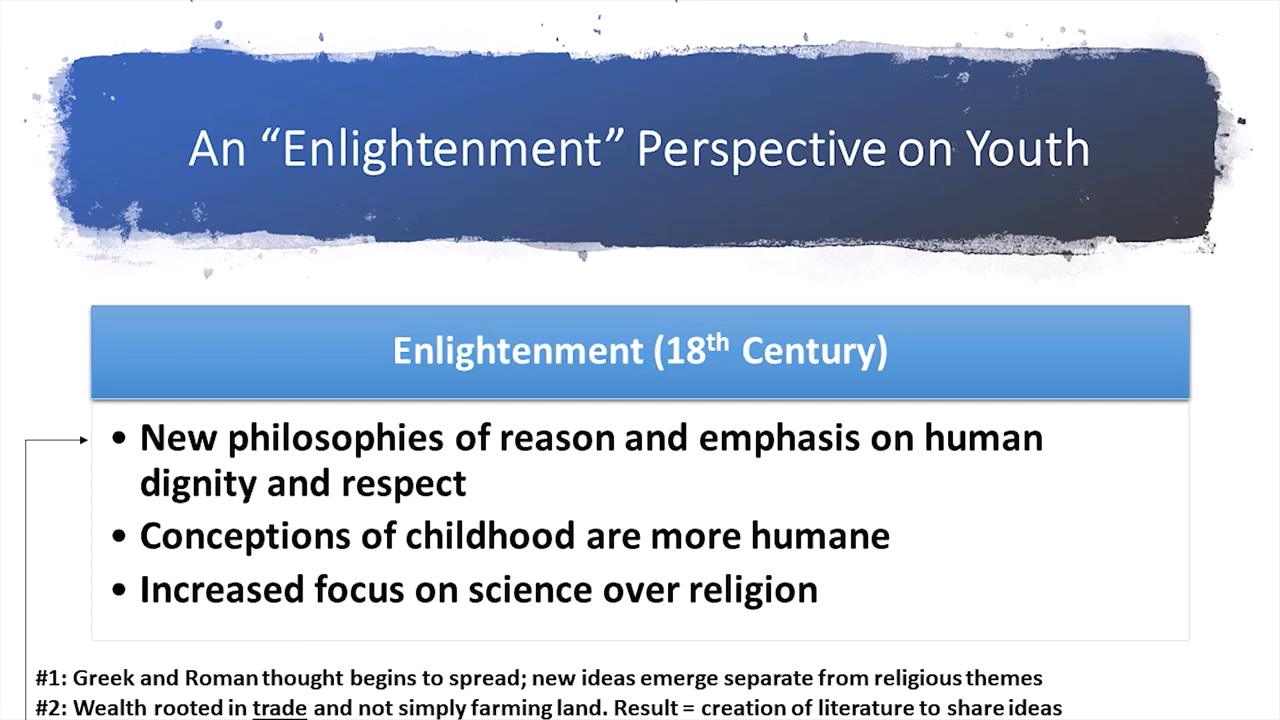 An “Enlightenment” Perspective on Youth
Enlightenment (18th Century)
• New philosophies of reason and emphasis on human
dignity and respect
• Conceptions of childhood are more humane
• Increased focus on science over religion
#1: Greek and Roman thought begins to spread; new ideas emerge separate from religious themes
#2: Wealth rooted in trade and not simply farming land. Result = creation of literature to share ideas